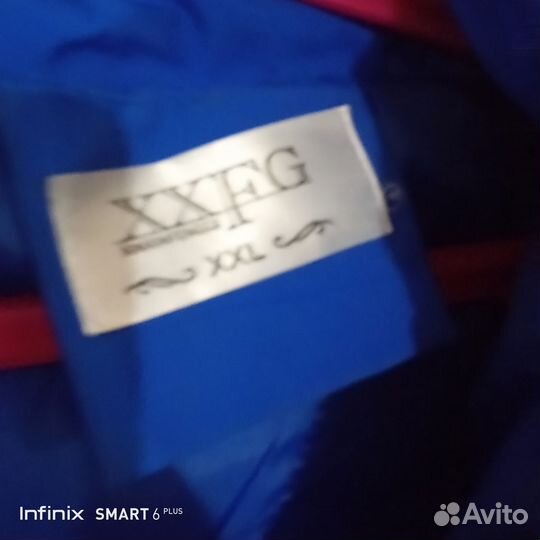 XXFG
XXL
Infinix SMART 6 PLUS
Avito